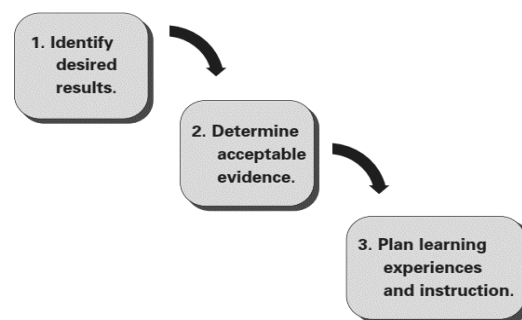 1. Identify
desired
results.
2. Determine
acceptable
evidence.
3. Plan learning
experiences
and instruction.